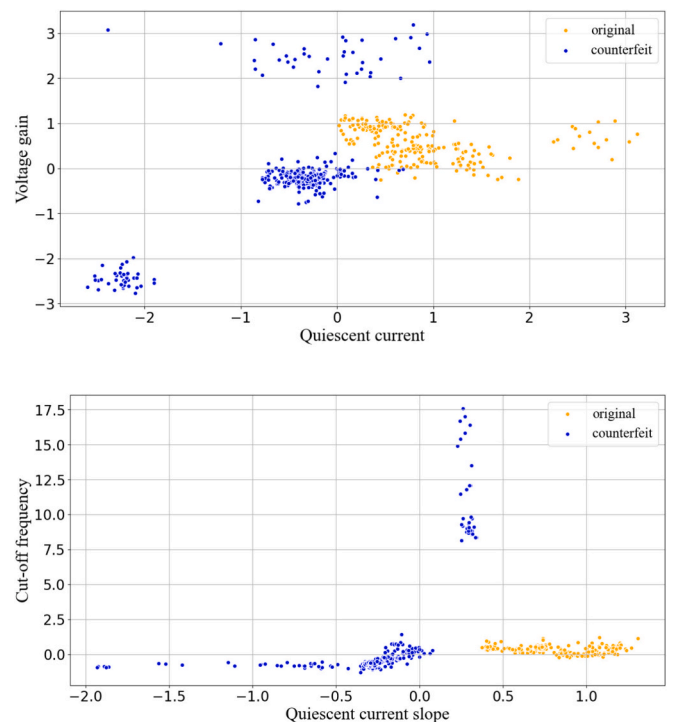 3
2
1
0
−1
−2
−3
Voltage gain
original
counterfeit
−2 −1 0 1 2 3
Quiescent current
17.5
15.0
12.5
10.0
7.5
5.0
2.5
0.0
Cut-off frequency
original
counterfeit
−2.0 −1.5 −1.0 −0.5 0.0 0.5 1.0
Quiescent current slope